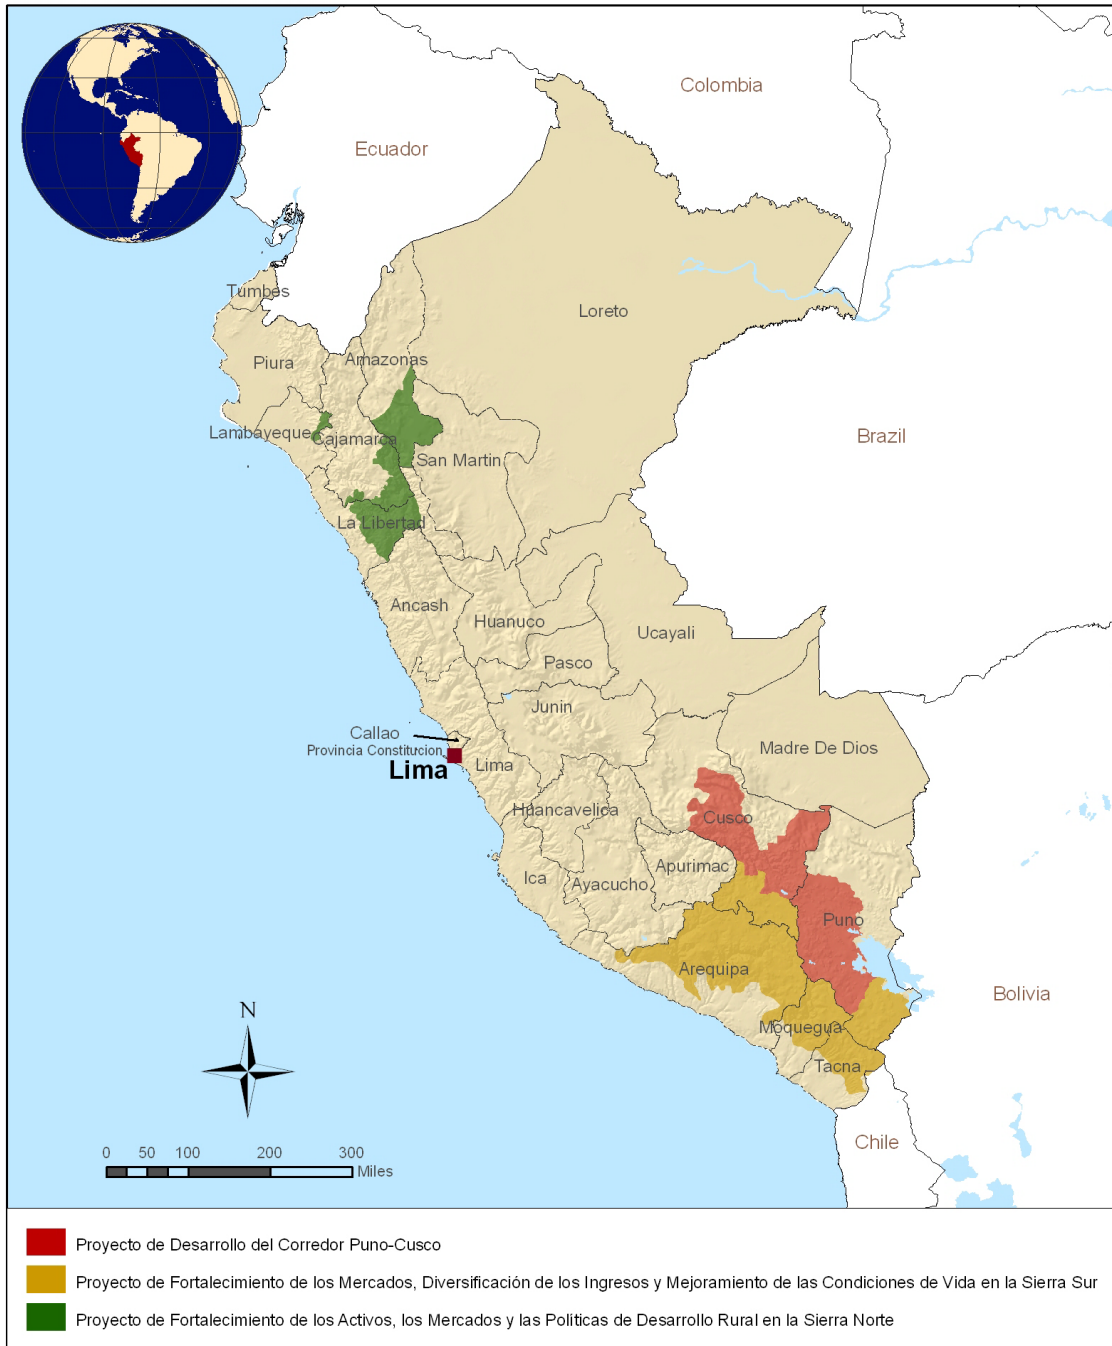 Colombia
Ecuador
Loreto
Tumbes
Piura
Amazonas
Lambayeque
Cajamarca
Brazil
San Martin
La Libertad
Ancash
Huanuco
Ucayali
Pasco
Junin
Callao
Provincia Constitucion
Lima
Lima
Madre De Dios
Huancavelica
Cusco
Apurimac
Ica
Ayacucho
Puno
Arequipa
Bolivia
Moquegua
Tacna
Chile
N
0 50 100 200 300
Miles
Proyecto de Desarrollo del Corredor Puno-Cusco
Proyecto de Fortalecimiento de los Mercados, Diversificación de los Ingresos y Mejoramiento de las Condiciones de Vida en la Sierra Sur
Proyecto de Fortalecimiento de los Activos, los Mercados y las Políticas de Desarrollo Rural en la Sierra Norte